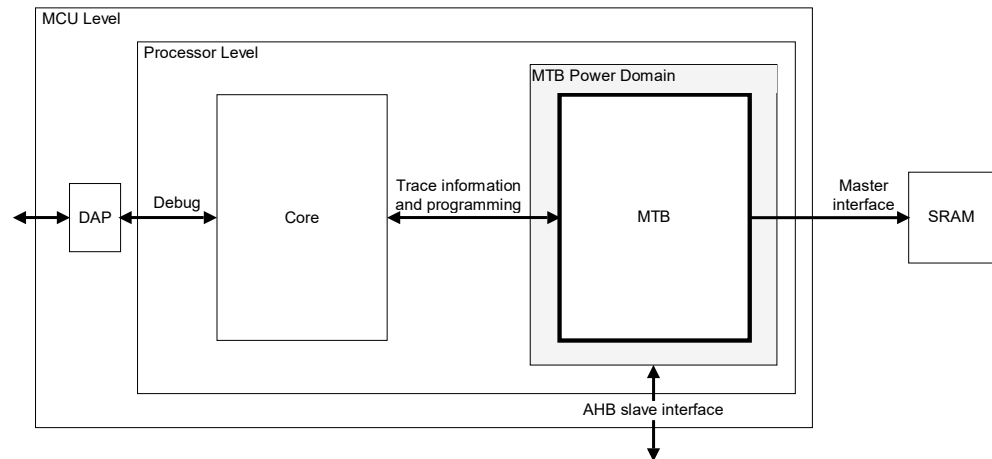 MCU Level
Processor Level
MTB Power Domain
DAP
Debug
Core
Trace information
and programming
MTB
Master
interface
SRAM
AHB slave interface